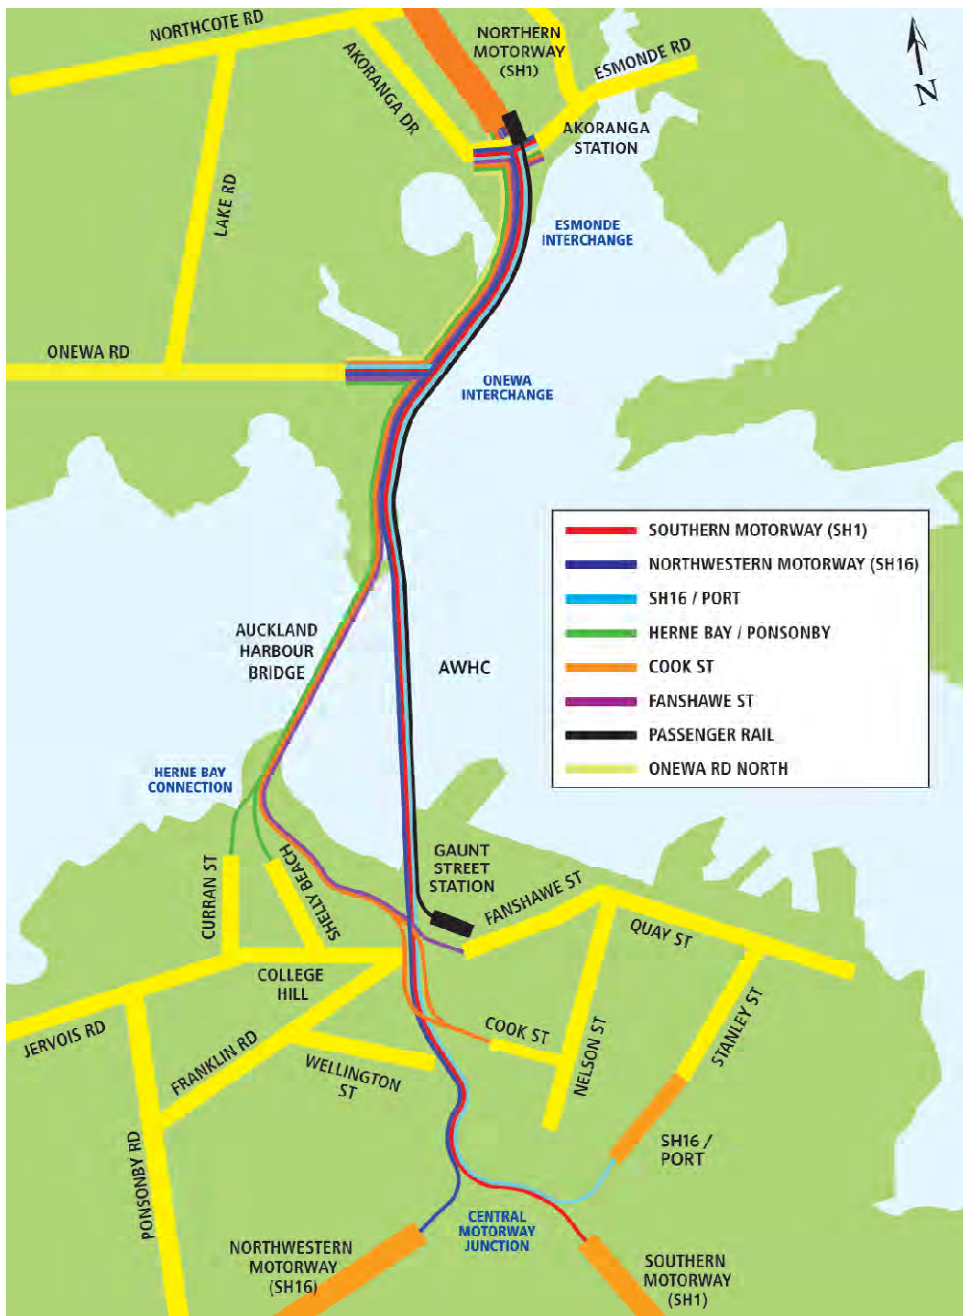 NORTHCOTE RD
NORTHERN
MOTORWAY
(SH1)
AKORANGA DR
ESMONDE RD
N
AKORANGA
STATION
LAKE RD
ESMONDE
INTERCHANGE
ONEWA RD
ONEWA
INTERCHANGE
SOUTHERN MOTORWAY (SH1)
NORTHWESTERN MOTORWAY (SH16)
SH16 / PORT
HERNE BAY / PONSONBY
COOK ST
FANSHAWE ST
PASSENGER RAIL
ONEWA RD NORTH
AUCKLAND
HARBOUR
BRIDGE
AWHC
HERNE BAY
CONNECTION
GAUNT
STREET
STATION
CURRAN ST
SHELLY BEACH
FANSHAWE ST
QUAY ST
COLLEGE
HILL
JERVOIS RD
FRANKLIN RD
WELLINGTON
ST
COOK ST
NELSON ST
STANLEY ST
PONSONBY RD
SH16 /
PORT
CENTRAL
MOTORWAY
JUNCTION
NORTHWESTERN
MOTORWAY
(SH16)
SOUTHERN
MOTORWAY
(SH1)